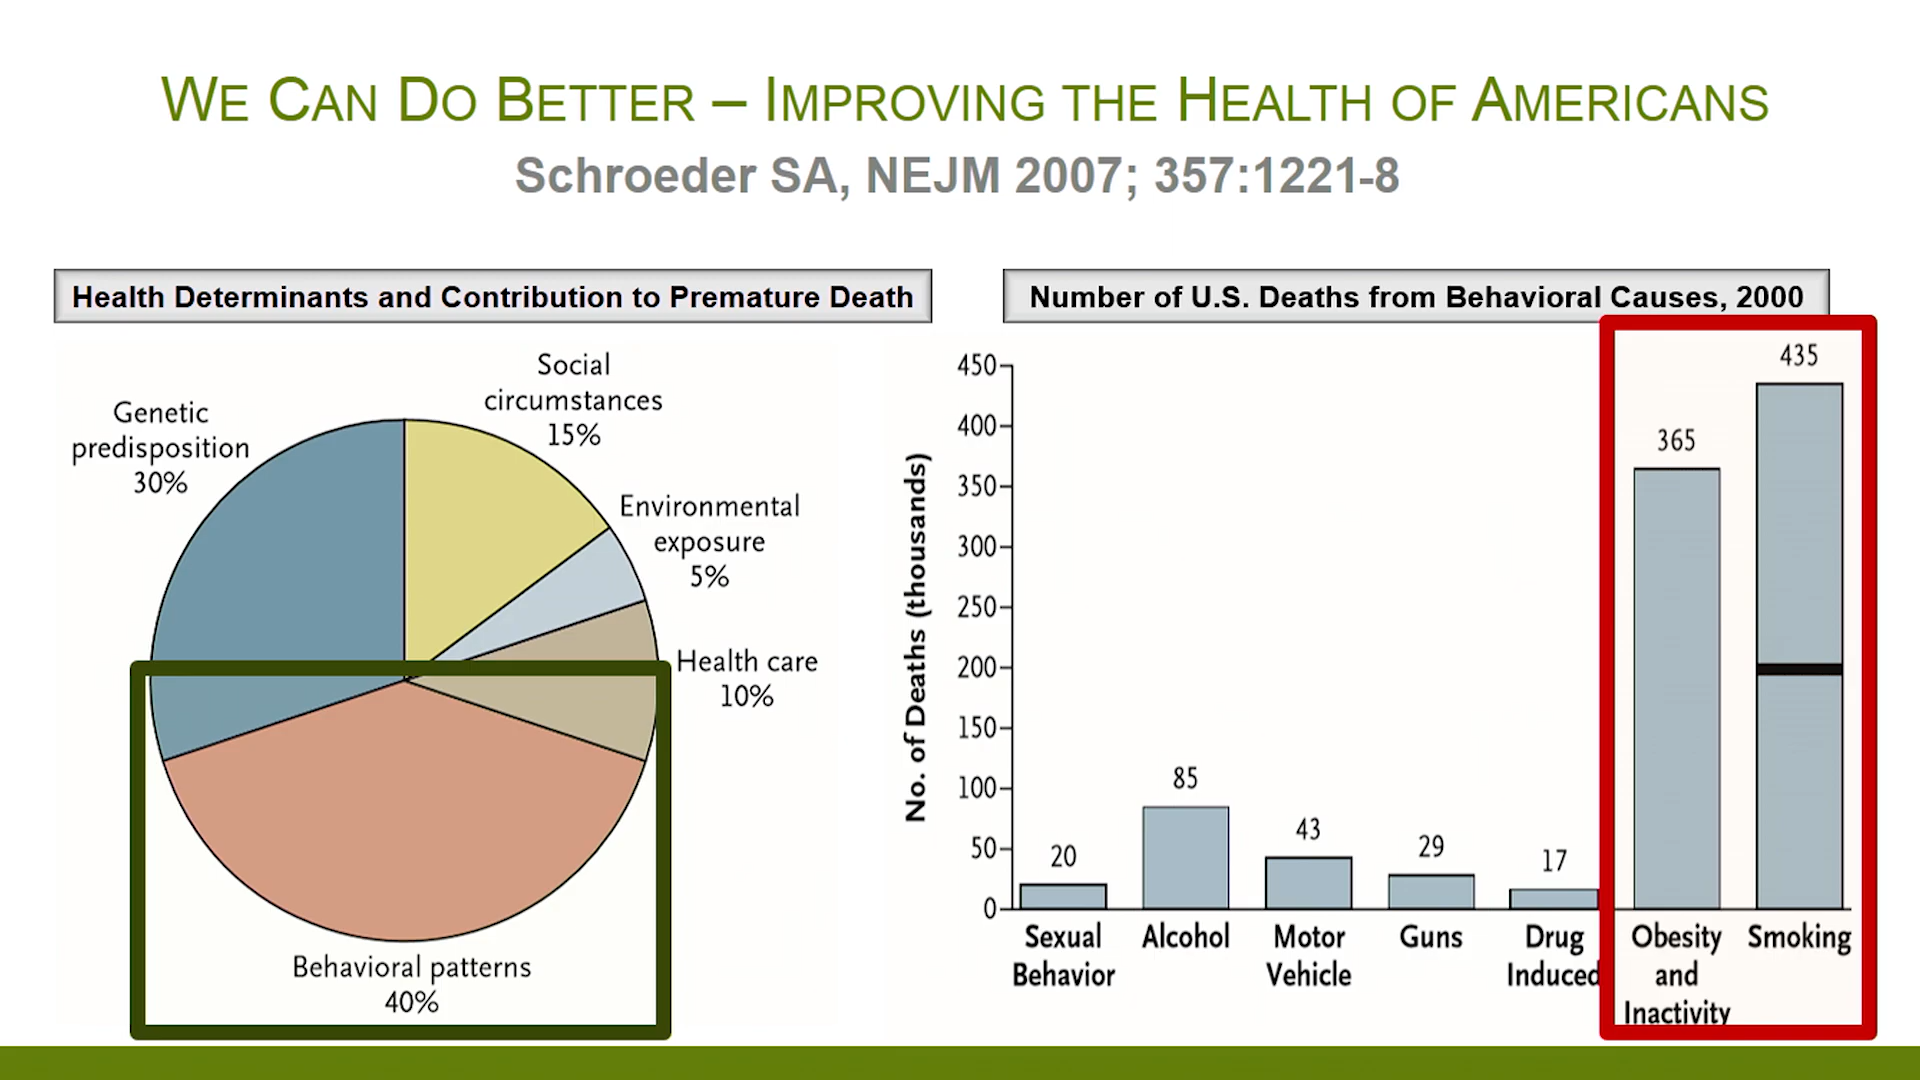 WE CAN DO BETTER – IMPROVING THE HEALTH OF AMERICANS
Schroeder SA, NEJM 2007; 357:1221-8
Health Determinants and Contribution to Premature Death
Social
circumstances
15%
Genetic
predisposition
30%
Environmental
exposure
5%
Health care
10%
Behavioral patterns
40%
Number of U.S. Deaths from Behavioral Causes, 2000
No. of Deaths (thousands)
450
400
350
300
250
200
150
100
50
0
20
85
43
29
17
365
435
Sexual
Behavior
Alcohol
Motor
Vehicle
Guns
Drug
Induced
Obesity
and
Inactivity
Smoking